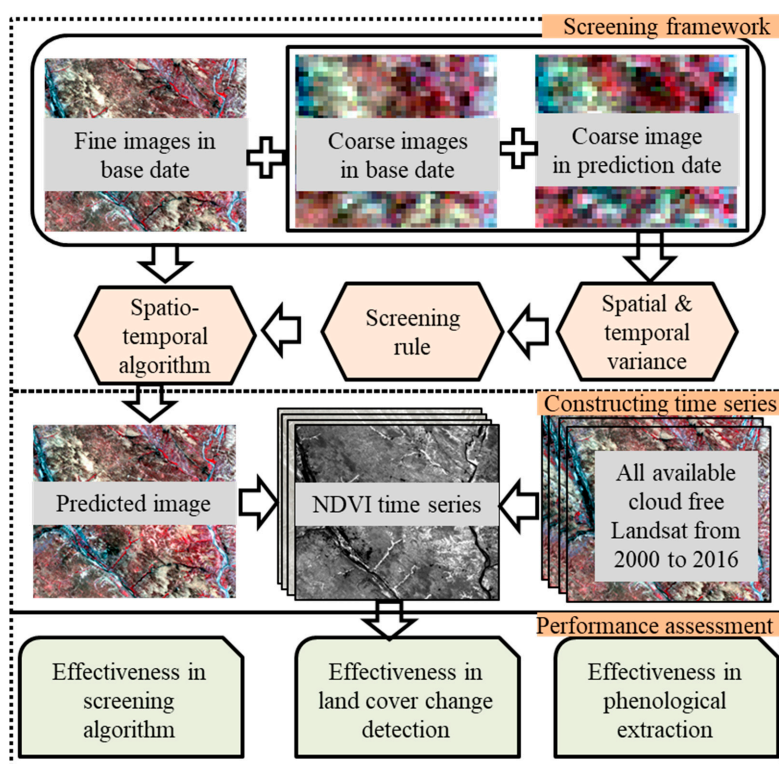 Screening framework
Fine images in
base date
Coarse images
in base date
Coarse image
in prediction date
Spatio-
temporal
algorithm
Screening
rule
Spatial &
temporal
variance
Constructing time series
Predicted image
NDVI time series
All available
cloud free
Landsat from
2000 to 2016
Performance assessment
Effectiveness in
screening
algorithm
Effectiveness in
land cover change
detection
Effectiveness in
phenological
extraction